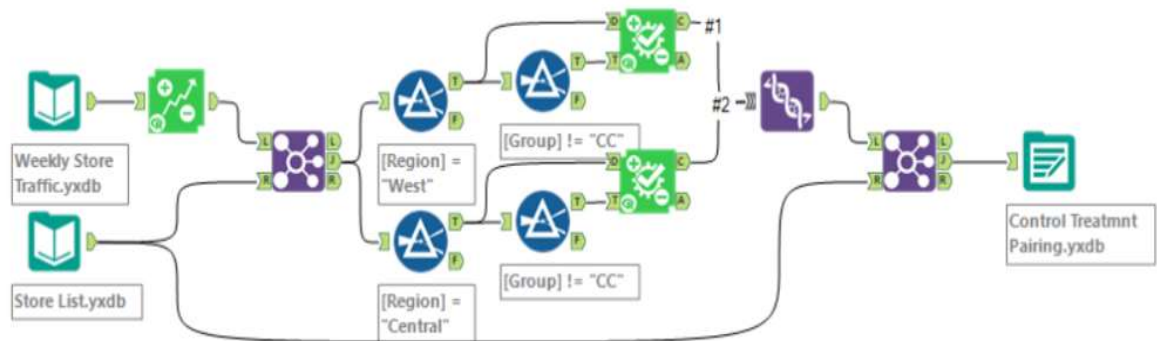 #1
#2
Weekly Store
Traffic.yxdb
Store List.yxdb
L
R
L
J
R
[Region] =
"West"
T
F
[Group] != "CC"
T
F
O
T
C
A
[Region] =
"Central"
T
F
[Group] != "CC"
T
F
O
T
C
A
L
R
L
J
R
Control Treatmnt
Pairing.yxdb